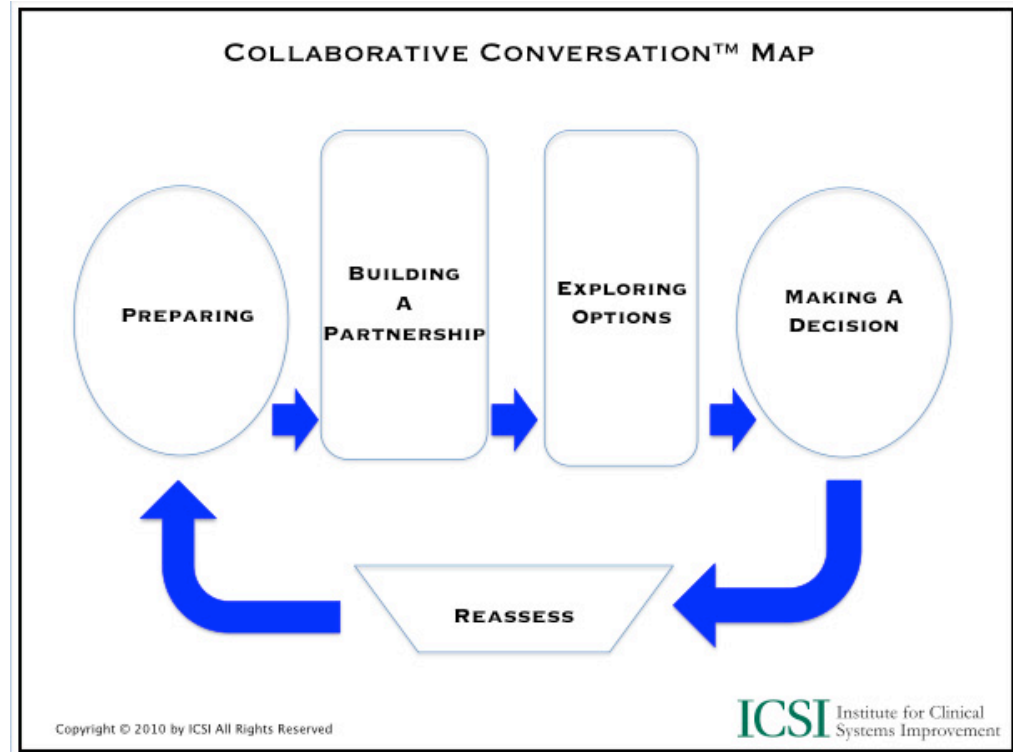 COLLABORATIVE CONVERSATION™ MAP
PREPARING
BUILDING
A
PARTNERSHIP
EXPLORING
OPTIONS
MAKING A
DECISION
REASSESS
Copyright © 2010 by ICSI All Rights Reserved
ICSI
Institute for Clinical
Systems Improvement